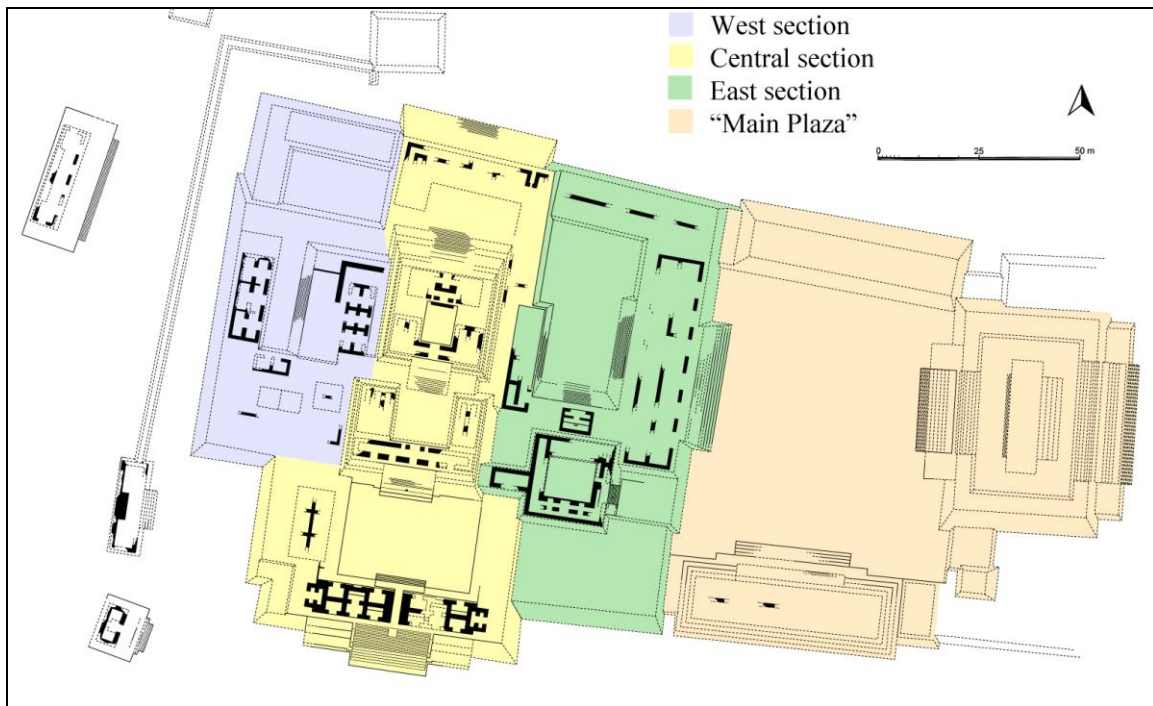 West section
Central section
East section
“Main Plaza”
0 25 50 m